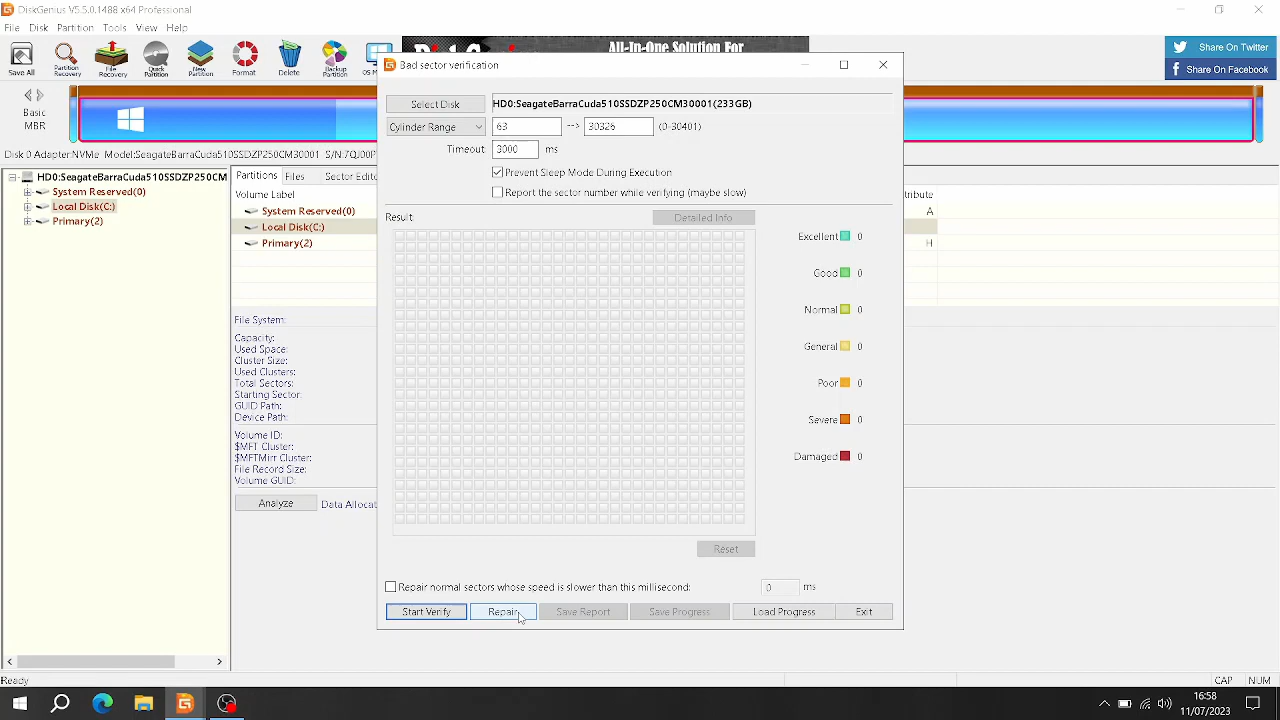 DiskGenius V5.5.0.1488 x64 Professional
File Disk Partition Tools View Help
All-In-One Solution For
Partition Recovery
File Recovery
Quick Partition
New Partition
Format
Delete
Backup Partition
Share On Twitter
Share On Facebook
Basic
MBR
Disk 0 Adapter:NVMe Model:SeagateBarraCuda510SSDZP250CM30001 S/N:7QJ00P
HD0:SeagateBarraCuda510SSDZP250CM
System Reserved(0)
Local Disk(C:)
Primary(2)
Partitions Files Sector Editor
Volume Label
System Reserved(0) A
Local Disk(C:)
Primary(2) H
File System:
Capacity:
Used Space:
Cluster Size:
Used Clusters:
Total Sectors:
Starting Sector:
GUID Path:
Device Path:
Volume ID:
$MFT Cluster:
$MFTMirr Cluster:
File Record Size:
Volume GUID:
Analyze
Bad sector verification
Select Disk HD0:SeagateBarraCuda510SSDZP250CM30001(233GB)
Cylinder Range 63 --> 30326 (0-30401)
Timeout: 3000 ms
Prevent Sleep Mode During Execution
Report the sector number while verifying (maybe slow)
Result Detailed Info
Excellent 0
Good 0
Normal 0
General 0
Poor 0
Severe 0
Damaged 0
Reset
Repair normal sectors whose speed is slower than this millisecond: 0 ms
Start Verify Repair Save Report Save Progress Load Progress Exit
Ready CAP NUM
16:58
11/07/2023